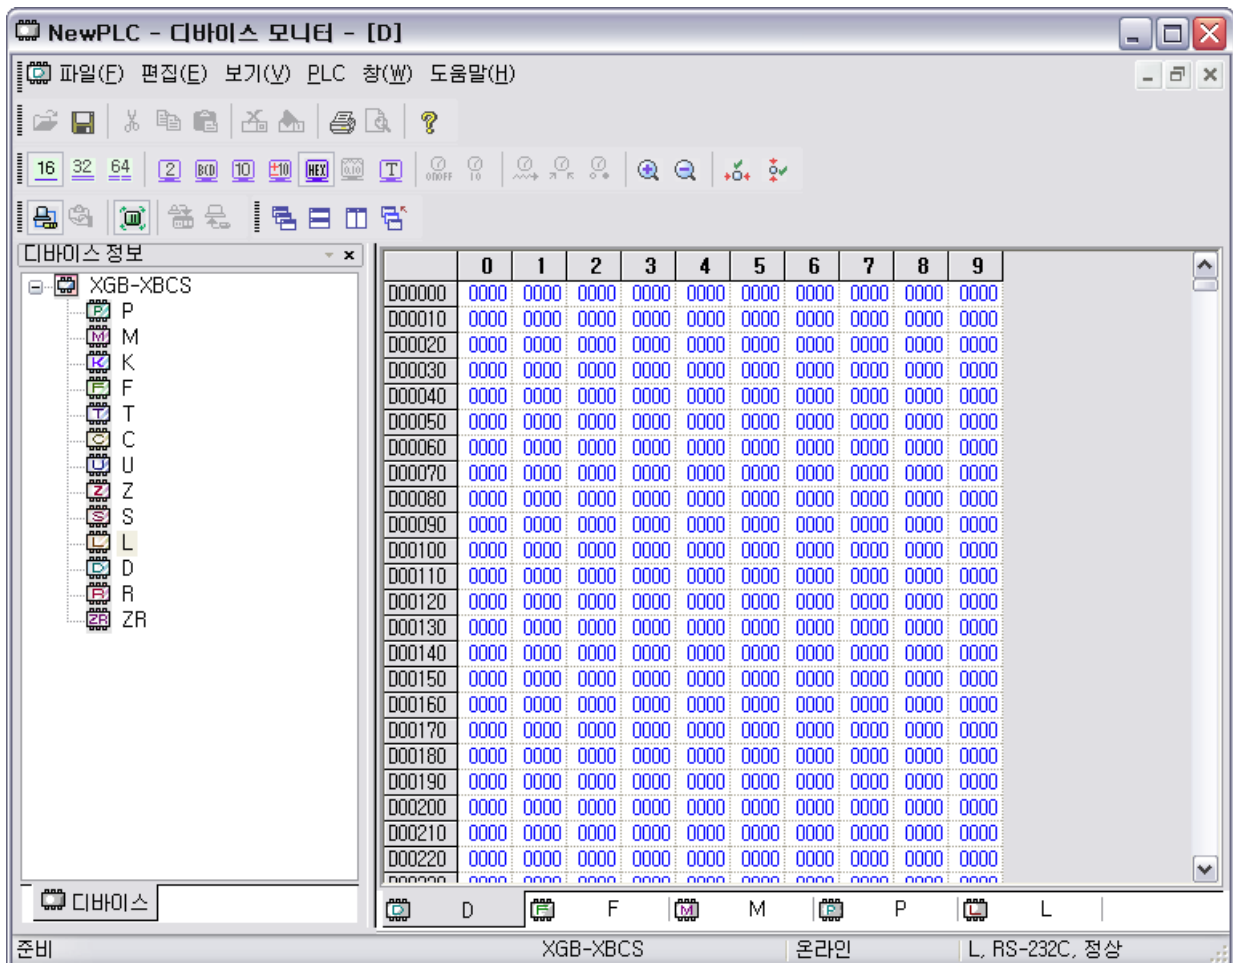 NewPLC - 디바이스 모니터 - [D]
파일(F) 편집(E) 보기(V) PLC 창(W) 도움말(H)
16 32 64 2 BCD 10 ±10 HEX 0.10 T ON0FF 10
디바이스 정보
XGB-XBCS
P
M
K
F
T
C
U
Z
S
L
D
R
ZR
디바이스
0 1 2 3 4 5 6 7 8 9
D00000 0000 0000 0000 0000 0000 0000 0000 0000 0000 0000
D00010 0000 0000 0000 0000 0000 0000 0000 0000 0000 0000
D00020 0000 0000 0000 0000 0000 0000 0000 0000 0000 0000
D00030 0000 0000 0000 0000 0000 0000 0000 0000 0000 0000
D00040 0000 0000 0000 0000 0000 0000 0000 0000 0000 0000
D00050 0000 0000 0000 0000 0000 0000 0000 0000 0000 0000
D00060 0000 0000 0000 0000 0000 0000 0000 0000 0000 0000
D00070 0000 0000 0000 0000 0000 0000 0000 0000 0000 0000
D00080 0000 0000 0000 0000 0000 0000 0000 0000 0000 0000
D00090 0000 0000 0000 0000 0000 0000 0000 0000 0000 0000
D00100 0000 0000 0000 0000 0000 0000 0000 0000 0000 0000
D00110 0000 0000 0000 0000 0000 0000 0000 0000 0000 0000
D00120 0000 0000 0000 0000 0000 0000 0000 0000 0000 0000
D00130 0000 0000 0000 0000 0000 0000 0000 0000 0000 0000
D00140 0000 0000 0000 0000 0000 0000 0000 0000 0000 0000
D00150 0000 0000 0000 0000 0000 0000 0000 0000 0000 0000
D00160 0000 0000 0000 0000 0000 0000 0000 0000 0000 0000
D00170 0000 0000 0000 0000 0000 0000 0000 0000 0000 0000
D00180 0000 0000 0000 0000 0000 0000 0000 0000 0000 0000
D00190 0000 0000 0000 0000 0000 0000 0000 0000 0000 0000
D00200 0000 0000 0000 0000 0000 0000 0000 0000 0000 0000
D00210 0000 0000 0000 0000 0000 0000 0000 0000 0000 0000
D00220 0000 0000 0000 0000 0000 0000 0000 0000 0000 0000
D F M P L
준비 XGB-XBCS 온라인 L, RS-232C, 정상